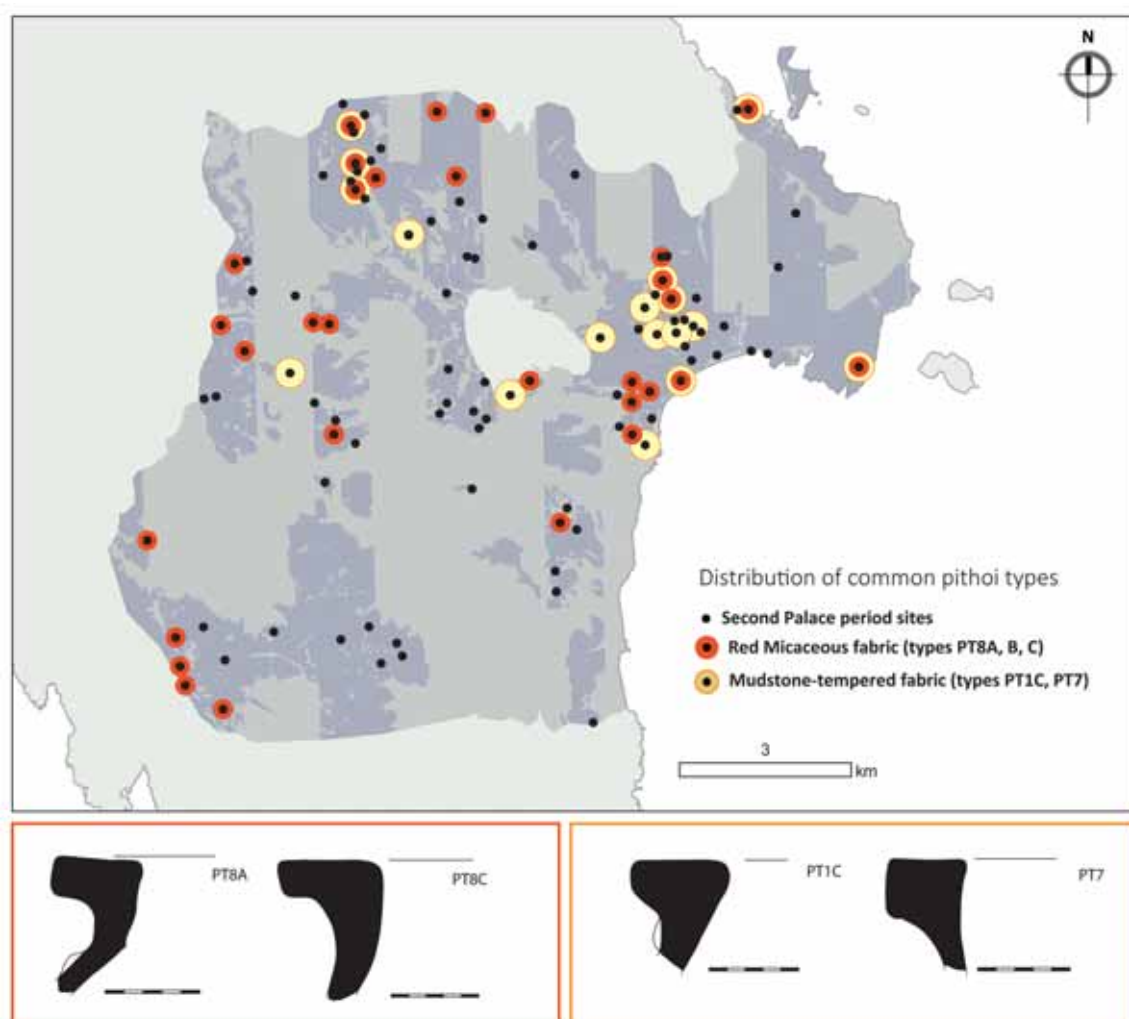 N
Distribution of common pithoi types
Second Palace period sites
Red Micaceous fabric (types PT8A, B, C)
Mudstone-tempered fabric (types PT1C, PT7)
3
km
PT8A
PT8C
PT1C
PT7